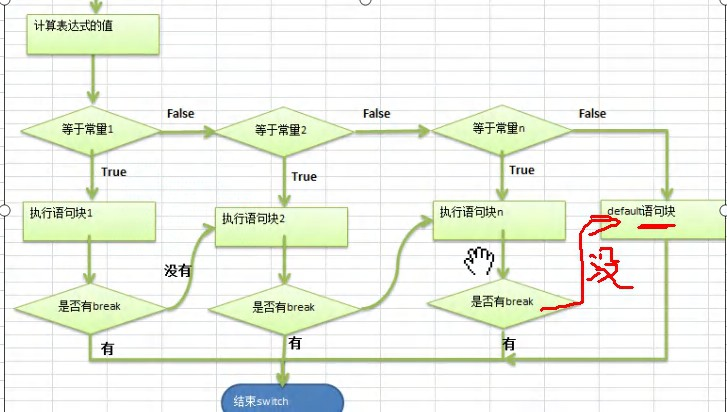 计算表达式的值
False
False
False
等于常量1
等于常量2
等于常量n
True
True
True
执行语句块1
执行语句块2
执行语句块n
default语句块
没有
没
是否有break
是否有break
是否有break
有
有
有
结束switch